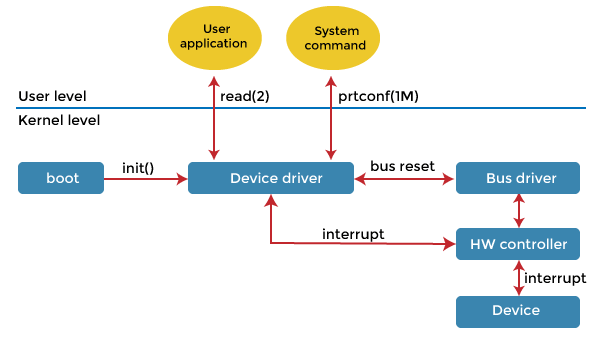 User
application
System
command
User level
read(2)
prtconf(1M)
Kernel level
boot
init()
Device driver
bus reset
Bus driver
interrupt
HW controller
interrupt
Device